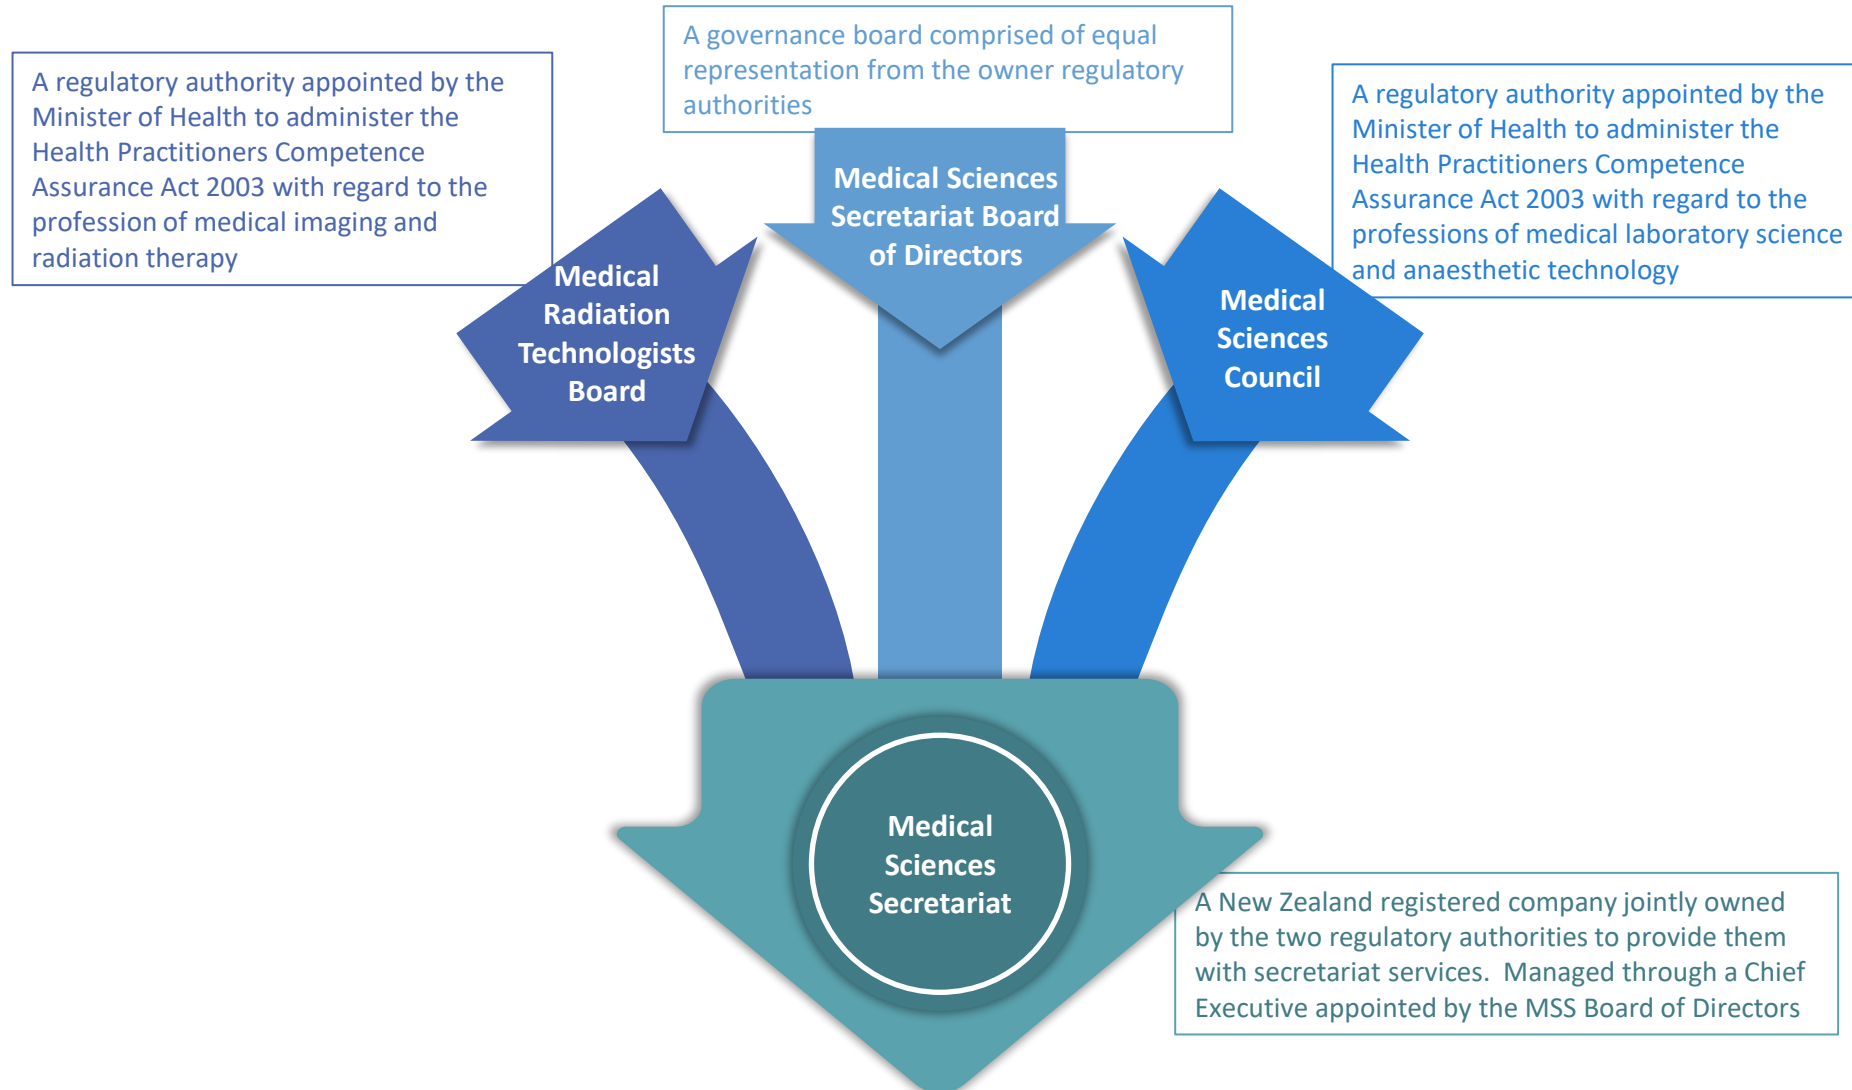 A regulatory authority appointed by the
Minister of Health to administer the
Health Practitioners Competence
Assurance Act 2003 with regard to the
profession of medical imaging and
radiation therapy
A governance board comprised of equal
representation from the owner regulatory
authorities
A regulatory authority appointed by the
Minister of Health to administer the
Health Practitioners Competence
Assurance Act 2003 with regard to the
professions of medical laboratory science
and anaesthetic technology
Medical Sciences
Secretariat Board
of Directors
Medical
Radiation
Technologists
Board
Medical
Sciences
Council
Medical
Sciences
Secretariat
A New Zealand registered company jointly owned
by the two regulatory authorities to provide them
with secretariat services.  Managed through a Chief
Executive appointed by the MSS Board of Directors